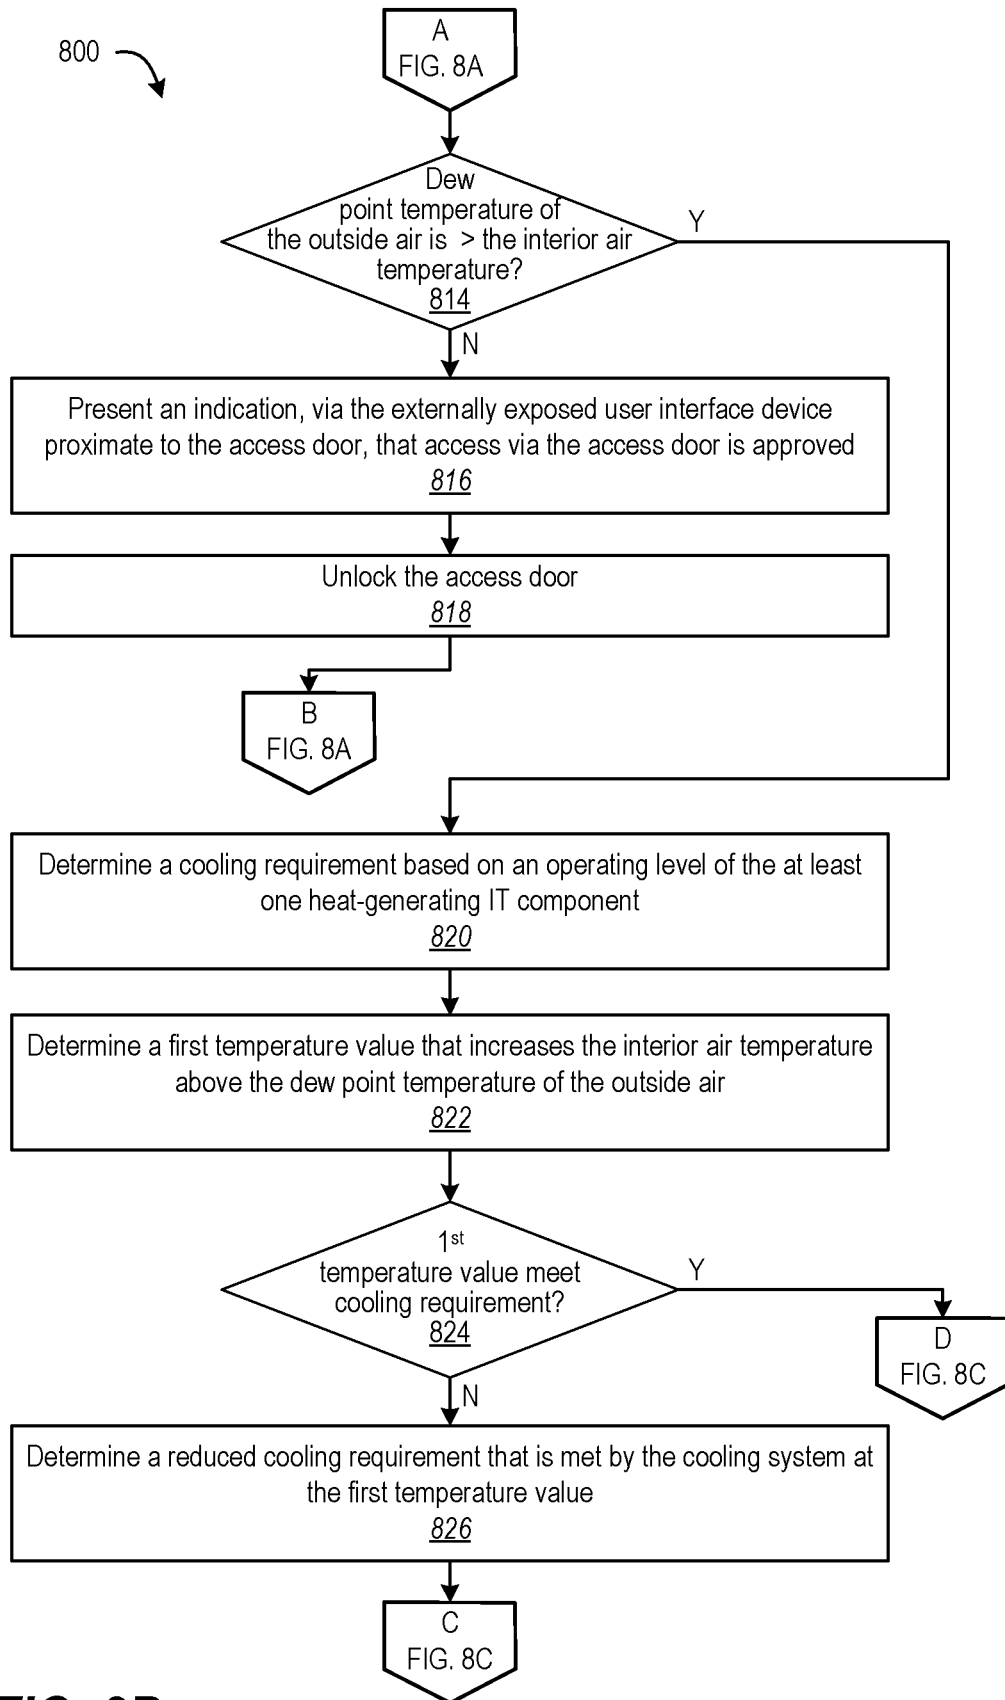 800
A
FIG. 8A
Dew
point temperature of
the outside air is > the interior air
temperature?
814
Y
N
Present an indication, via the externally exposed user interface device
proximate to the access door, that access via the access door is approved
816
Unlock the access door
818
B
FIG. 8A
Determine a cooling requirement based on an operating level of the at least
one heat-generating IT component
820
Determine a first temperature value that increases the interior air temperature
above the dew point temperature of the outside air
822
1st
temperature value meet
cooling requirement?
824
Y
D
FIG. 8C
N
Determine a reduced cooling requirement that is met by the cooling system at
the first temperature value
826
C
FIG. 8C